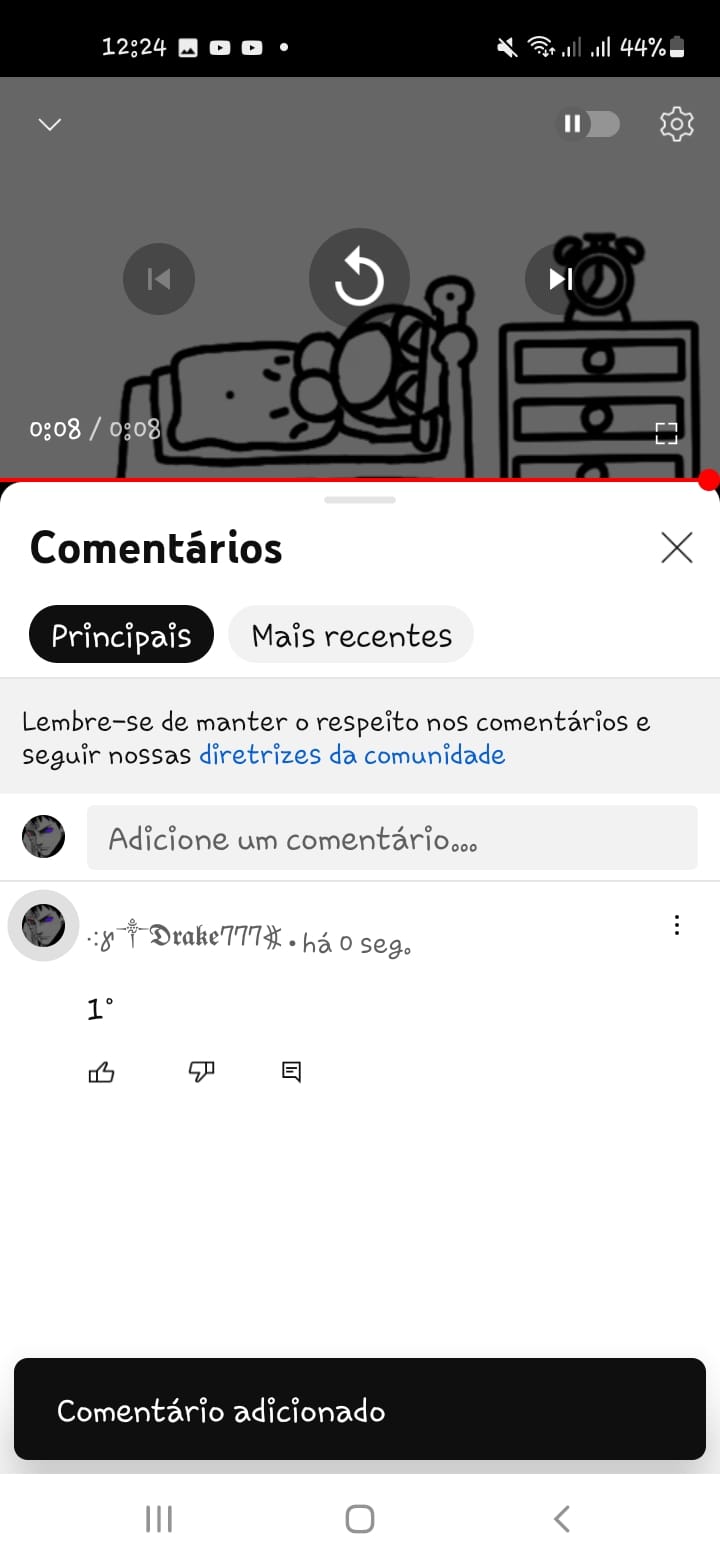 12:24 44%
0:08 / 0:08
Comentários
Principais Mais recentes
Lembre-se de manter o respeito nos comentários e
seguir nossas diretrizes da comunidade
Adicione um comentário...
.:૪༒𝕯𝖗𝖆𝖐𝖊777⋨ • há 0 seg.
1°
Comentário adicionado